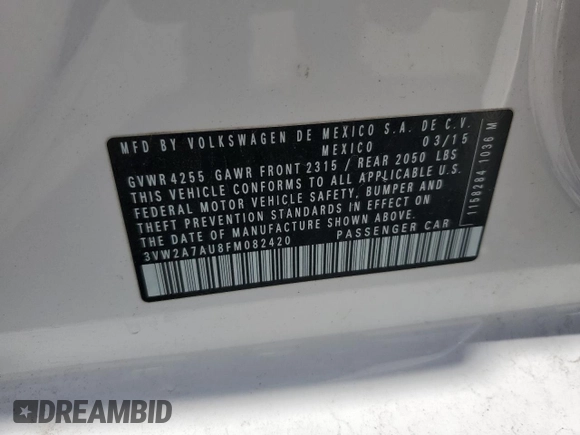 MFD BY VOLKSWAGEN DE MEXICO S.A. DE C.V.
MEXICO 03/15
GVWR 4255 GAWR FRONT 2315 / REAR 2050 LBS
THIS VEHICLE CONFORMS TO ALL APPLICABLE U.S.
FEDERAL MOTOR VEHICLE SAFETY, BUMPER AND
THEFT PREVENTION STANDARDS IN EFFECT ON
THE DATE OF MANUFACTURE SHOWN ABOVE.
3VW2A7AU8FM082420 PASSENGER CAR
1158284 1036 M
DREAMBID